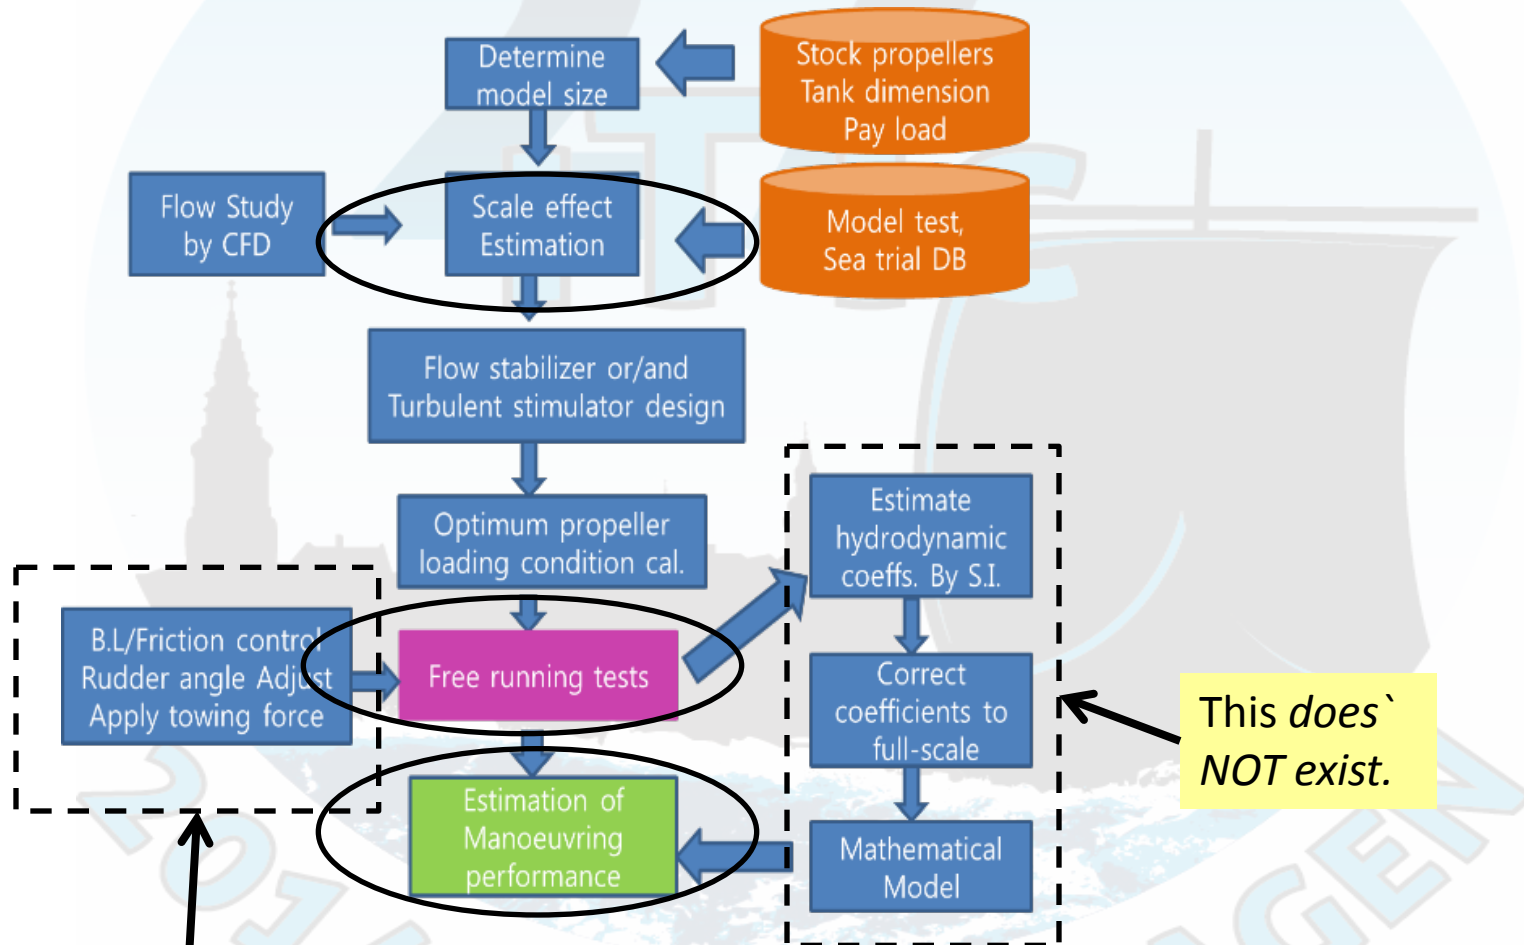 Determine
model size
Stock propellers
Tank dimension
Pay load
Flow Study
by CFD
Scale effect
Estimation
Model test,
Sea trial DB
Flow stabilizer or/and
Turbulent stimulator design
Optimum propeller
loading condition cal.
Estimate
hydrodynamic
coeffs. By S.I.
B.L/Friction control
Rudder angle Adjust
Apply towing force
Free running tests
Correct
coefficients to
full-scale
This does`
NOT exist.
Estimation of
Manoeuvring
performance
Mathematical
Model